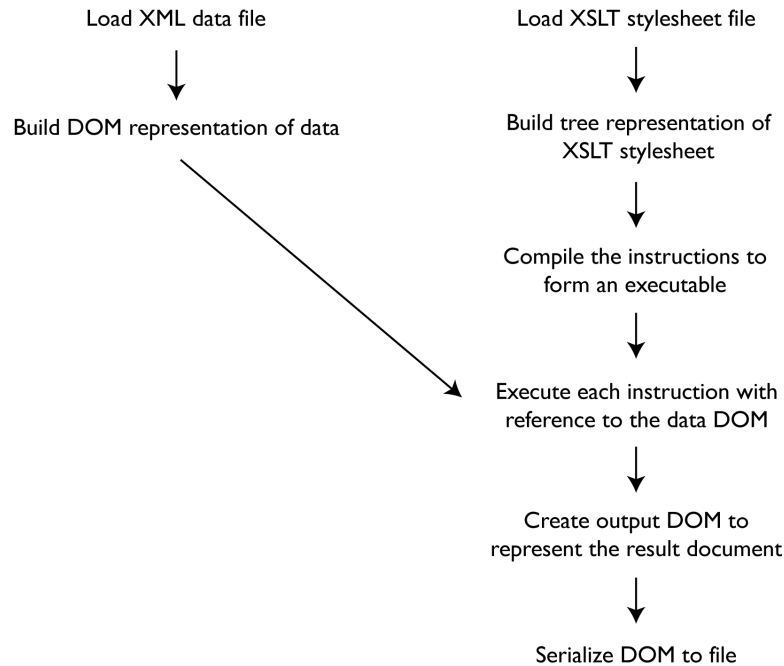 Load XML data file
Load XSLT stylesheet file
Build DOM representation of data
Build tree representation of
XSLT stylesheet
Compile the instructions to
form an executable
Execute each instruction with
reference to the data DOM
Create output DOM to
represent the result document
Serialize DOM to file